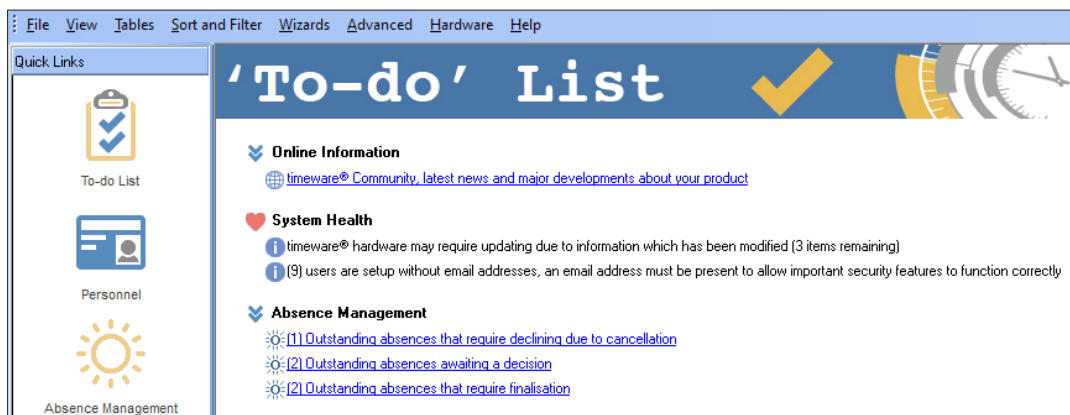 File View Tables Sort and Filter Wizards Advanced Hardware Help
Quick Links
To-do List
Personnel
Absence Management
‘To-do’ List
Online Information
timeware® Community, latest news and major developments about your product
System Health
timeware® hardware may require updating due to information which has been modified (3 items remaining)
(9) users are setup without email addresses, an email address must be present to allow important security features to function correctly
Absence Management
(1) Outstanding absences that require declining due to cancellation
(2) Outstanding absences awaiting a decision
(2) Outstanding absences that require finalisation